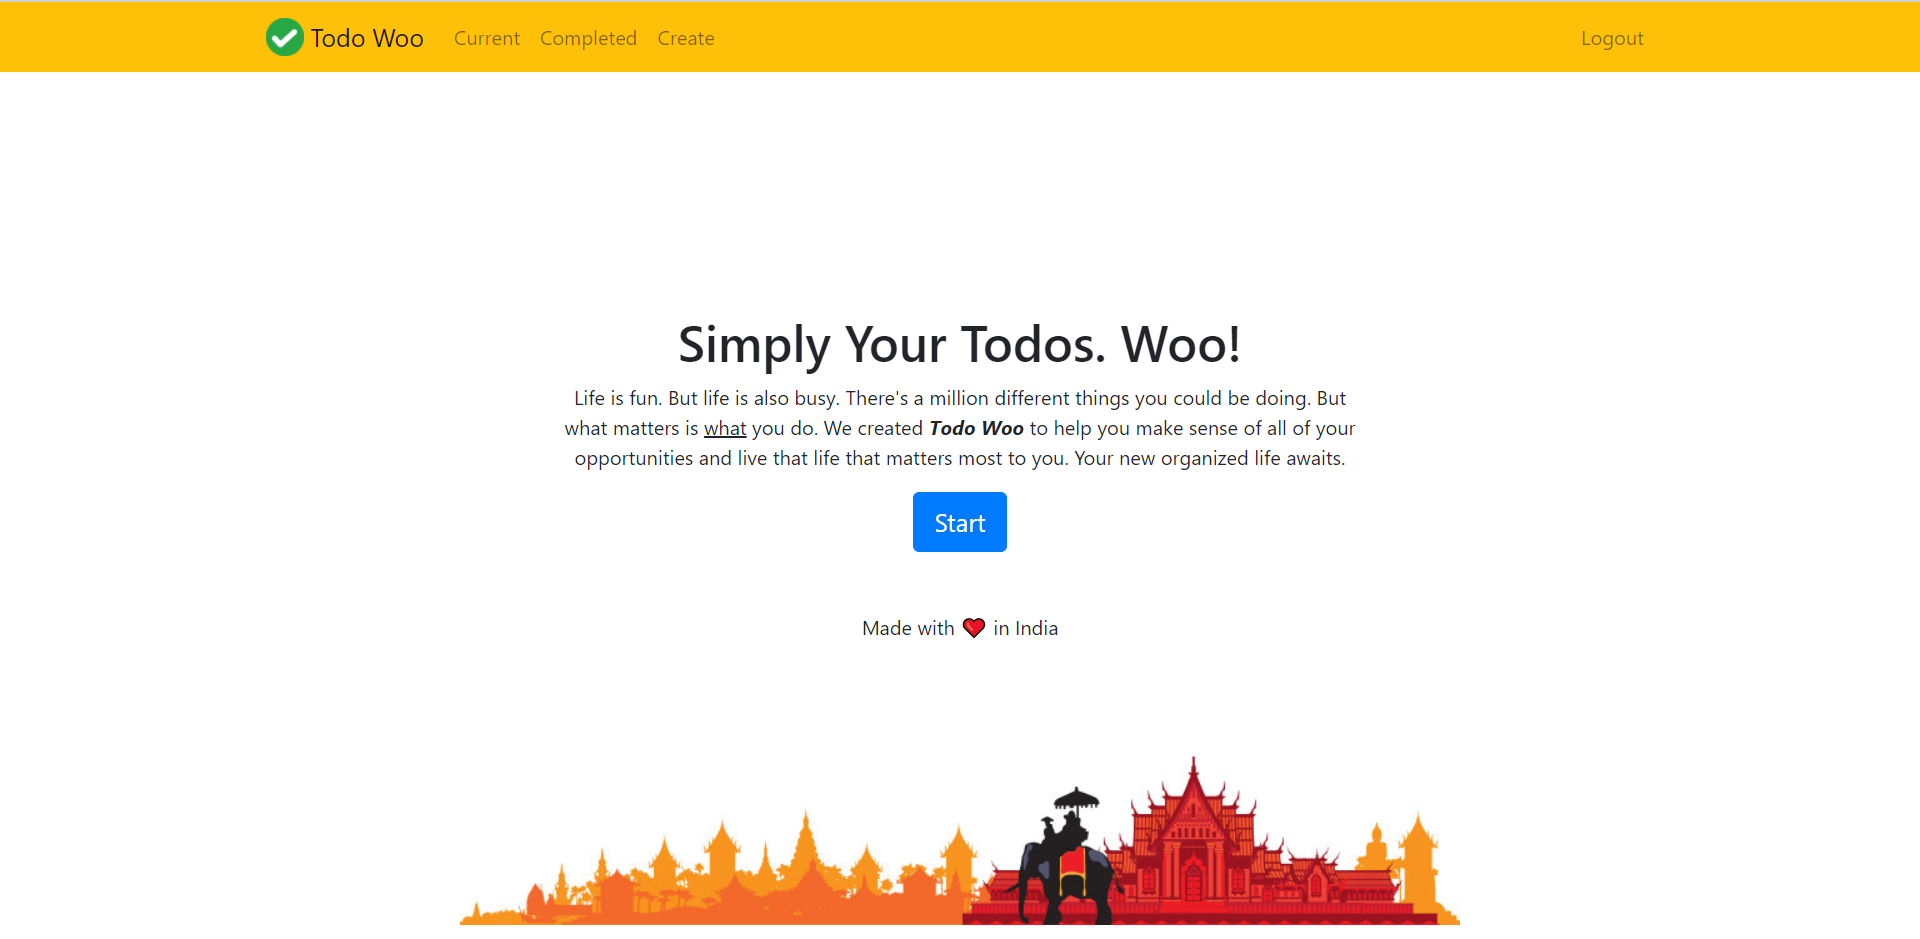 Todo Woo Current Completed Create Logout
Simply Your Todos. Woo!
Life is fun. But life is also busy. There's a million different things you could be doing. But
what matters is what you do. We created Todo Woo to help you make sense of all of your
opportunities and live that life that matters most to you. Your new organized life awaits.
Start
Made with ❤ in India